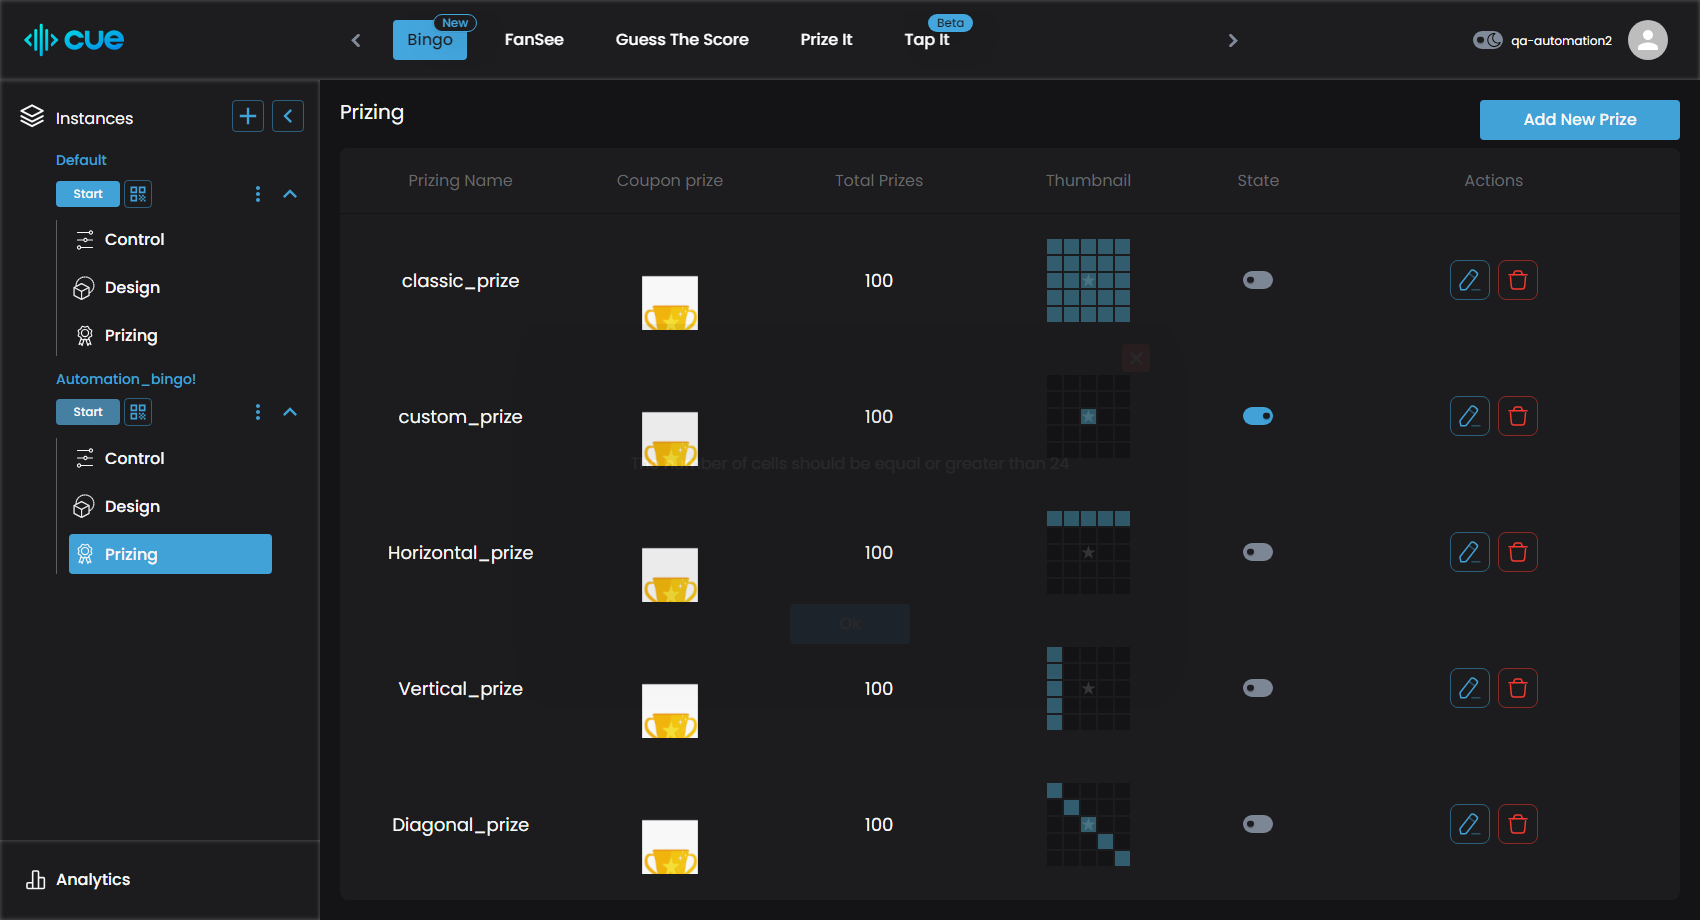 cue
Bingo
New
FanSee
Guess The Score
Prize It
Tap It
Beta
qa-automation2
Instances
Default
Start
Control
Design
Prizing
Automation_bingo!
Start
Control
Design
Prizing
Analytics
Prizing
Add New Prize
Prizing Name Coupon prize Total Prizes Thumbnail State Actions
classic_prize 100
custom_prize 100
The number of cells should be equal or greater than 24
Horizontal_prize 100
Ok
Vertical_prize 100
Diagonal_prize 100